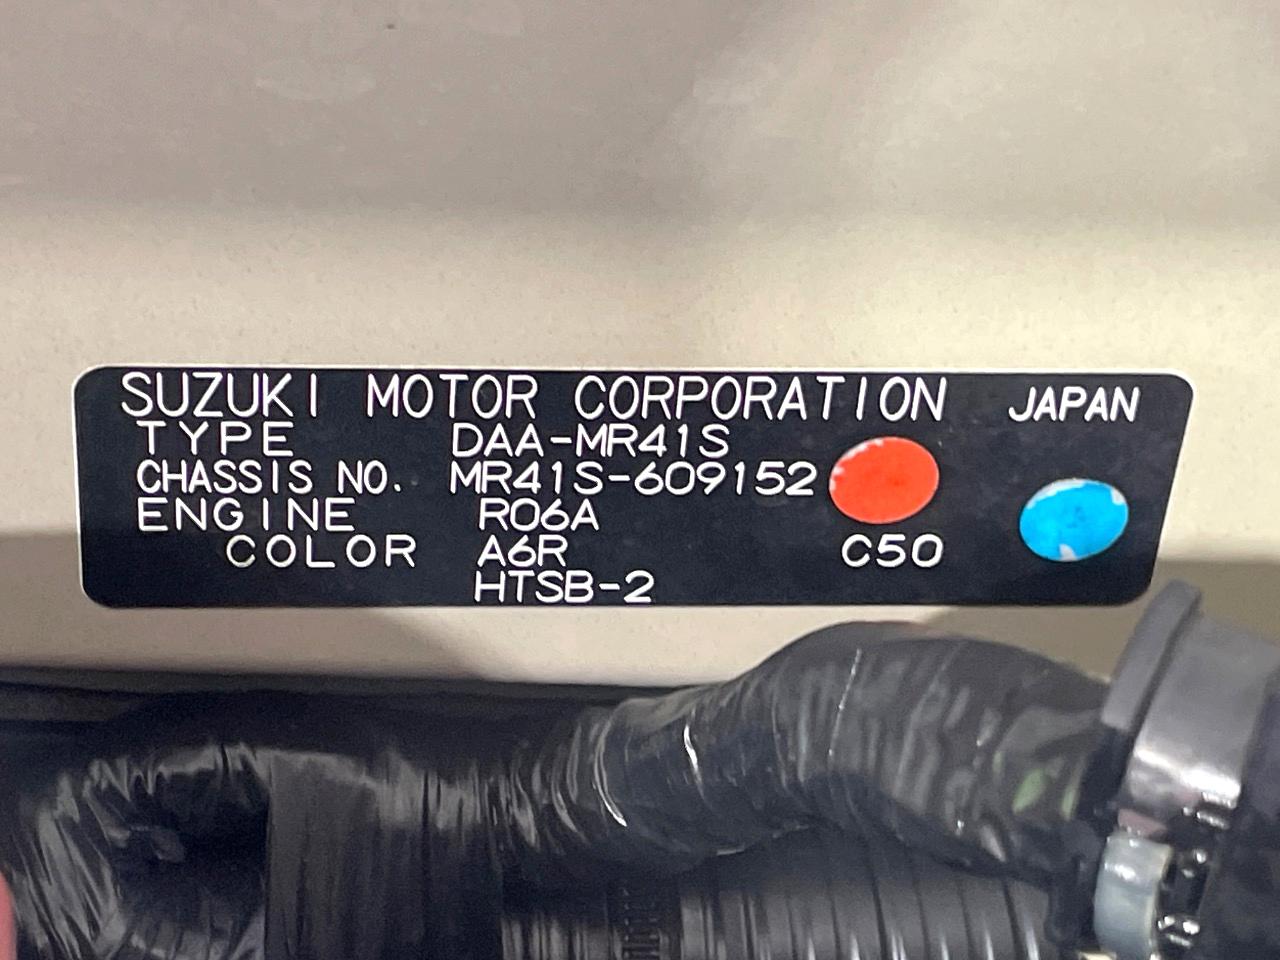 SUZUKI MOTOR CORPORATION JAPAN
TYPE DAA-MR41S
CHASSIS NO. MR41S-609152
ENGINE R06A
COLOR A6R C50
HTSB-2